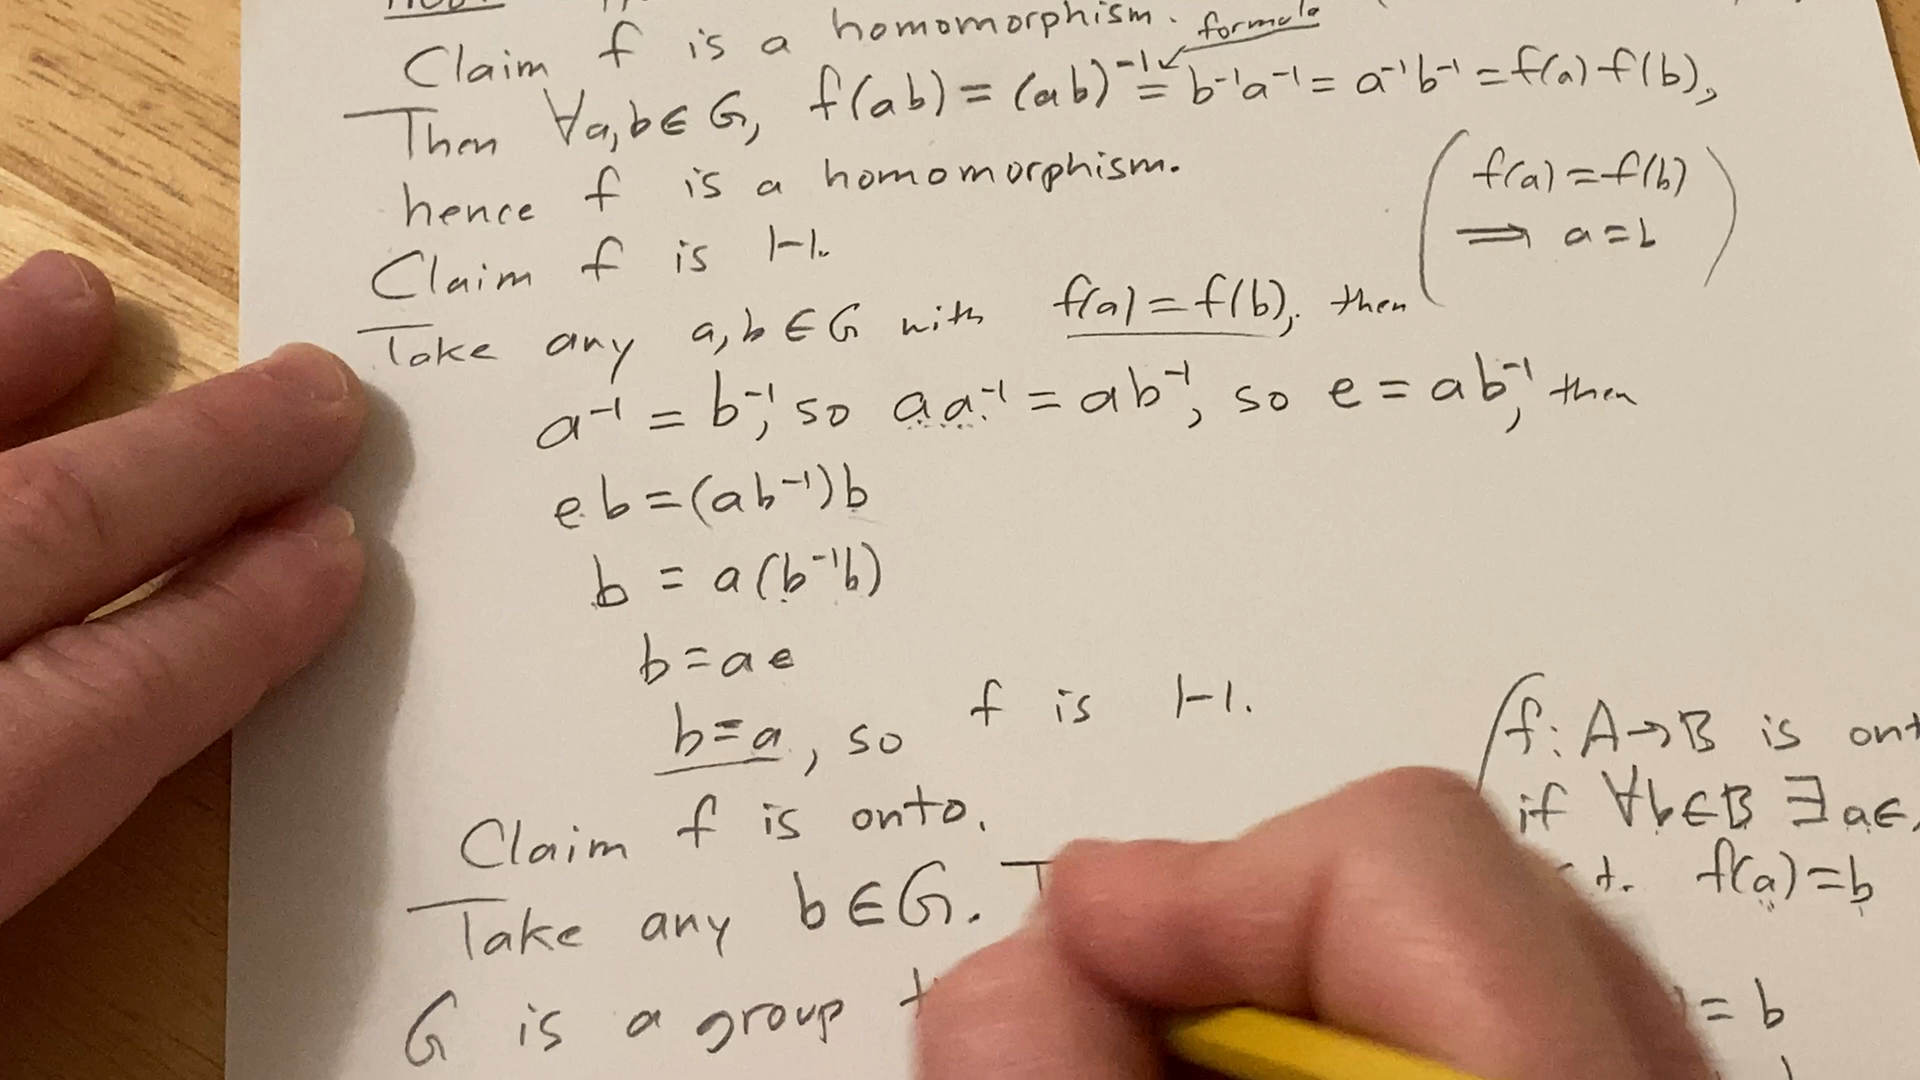 Claim f is a homomorphism. formula
Then ∀a,b∈G, f(ab) = (ab)⁻¹ = b⁻¹a⁻¹ = a⁻¹b⁻¹ = f(a)f(b),
hence f is a homomorphism.
(f(a) = f(b)
⟹ a = b)
Claim f is 1-1.
Take any a,b ∈ G with f(a) = f(b), then
a⁻¹ = b⁻¹, so aa⁻¹ = ab⁻¹, so e = ab⁻¹, then
eb = (ab⁻¹)b
b = a(b⁻¹b)
b = ae
b = a, so f is 1-1.
Claim f is onto.
Take any b∈G.
G is a group
(f: A→B is
if ∀b∈B ∃a∈
f(a) = b
= b